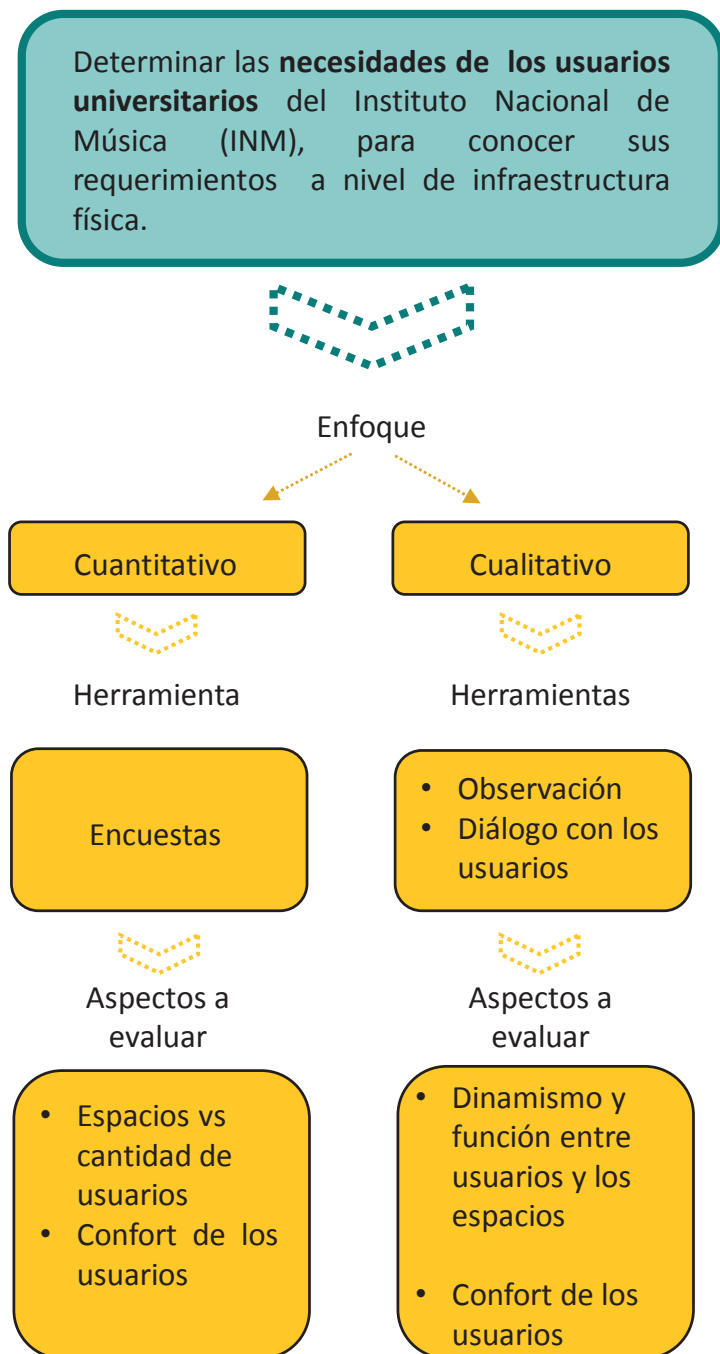 Determinar las necesidades de los usuarios
universitarios del Instituto Nacional de
Música (INM), para conocer sus
requerimientos a nivel de infraestructura
física.
Enfoque
Cuantitativo
Cualitativo
Herramienta
Herramientas
Encuestas
• Observación
• Diálogo con los
usuarios
Aspectos a
evaluar
Aspectos a
evaluar
• Espacios vs
cantidad de
usuarios
• Confort de los
usuarios
• Dinamismo y
función entre
usuarios y los
espacios
• Confort de los
usuarios